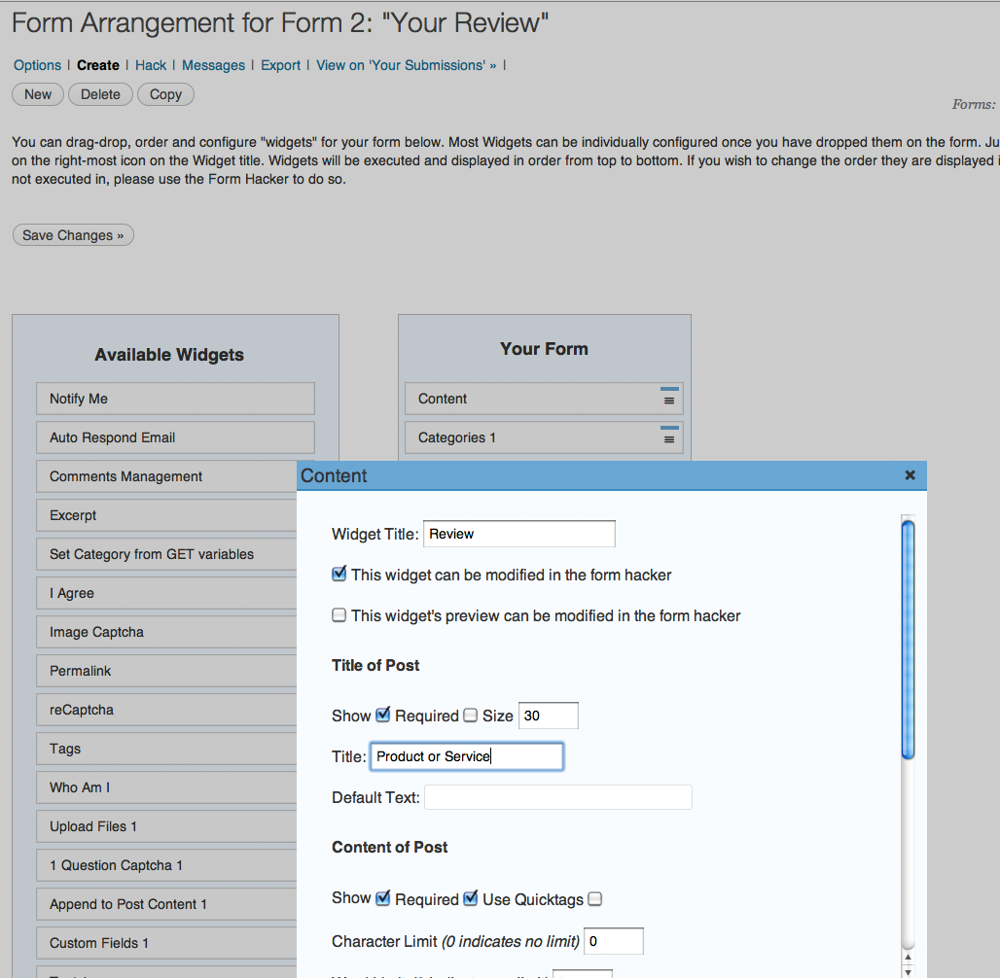 Form Arrangement for Form 2: "Your Review"
Options | Create | Hack | Messages | Export | View on 'Your Submissions' » |
New Delete Copy
Forms:
You can drag-drop, order and configure "widgets" for your form below. Most Widgets can be individually configured once you have dropped them on the form. Ju
on the right-most icon on the Widget title. Widgets will be executed and displayed in order from top to bottom. If you wish to change the order they are displayed i
not executed in, please use the Form Hacker to do so.
Save Changes »
Available Widgets
Notify Me
Auto Respond Email
Comments Management
Excerpt
Set Category from GET variables
I Agree
Image Captcha
Permalink
reCaptcha
Tags
Who Am I
Upload Files 1
1 Question Captcha 1
Append to Post Content 1
Custom Fields 1
Your Form
Content
Categories 1
Content
Widget Title: Review
This widget can be modified in the form hacker
This widget's preview can be modified in the form hacker
Title of Post
Show Required Size 30
Title: Product or Service
Default Text:
Content of Post
Show Required Use Quicktags
Character Limit (0 indicates no limit) 0